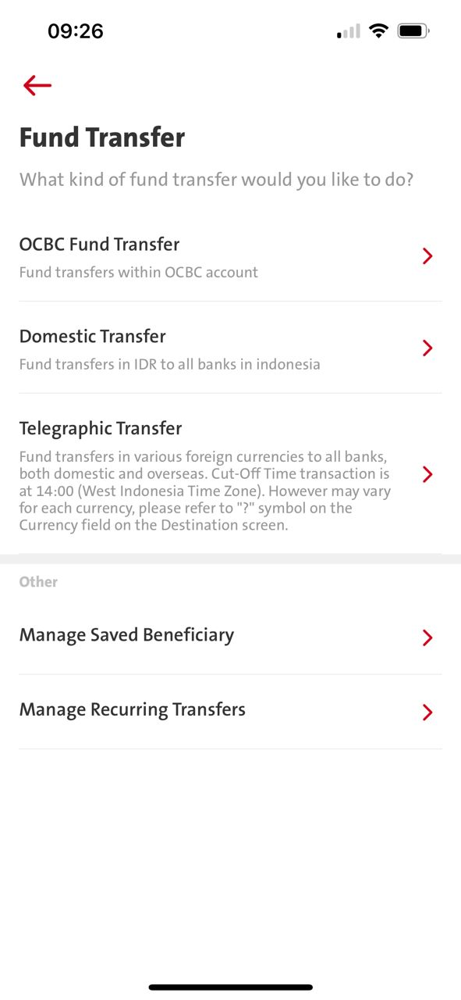 09:26
Fund Transfer
What kind of fund transfer would you like to do?
OCBC Fund Transfer
Fund transfers within OCBC account
Domestic Transfer
Fund transfers in IDR to all banks in indonesia
Telegraphic Transfer
Fund transfers in various foreign currencies to all banks,
both domestic and overseas. Cut-Off Time transaction is
at 14:00 (West Indonesia Time Zone). However may vary
for each currency, please refer to "?" symbol on the
Currency field on the Destination screen.
Other
Manage Saved Beneficiary
Manage Recurring Transfers